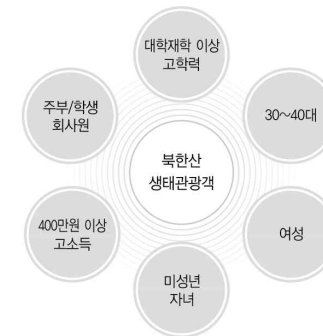 대학재학 이상
고학력
주부/학생
회사원
30~40대
북한산
생태관광객
400만원 이상
고소득
여성
미성년
자녀